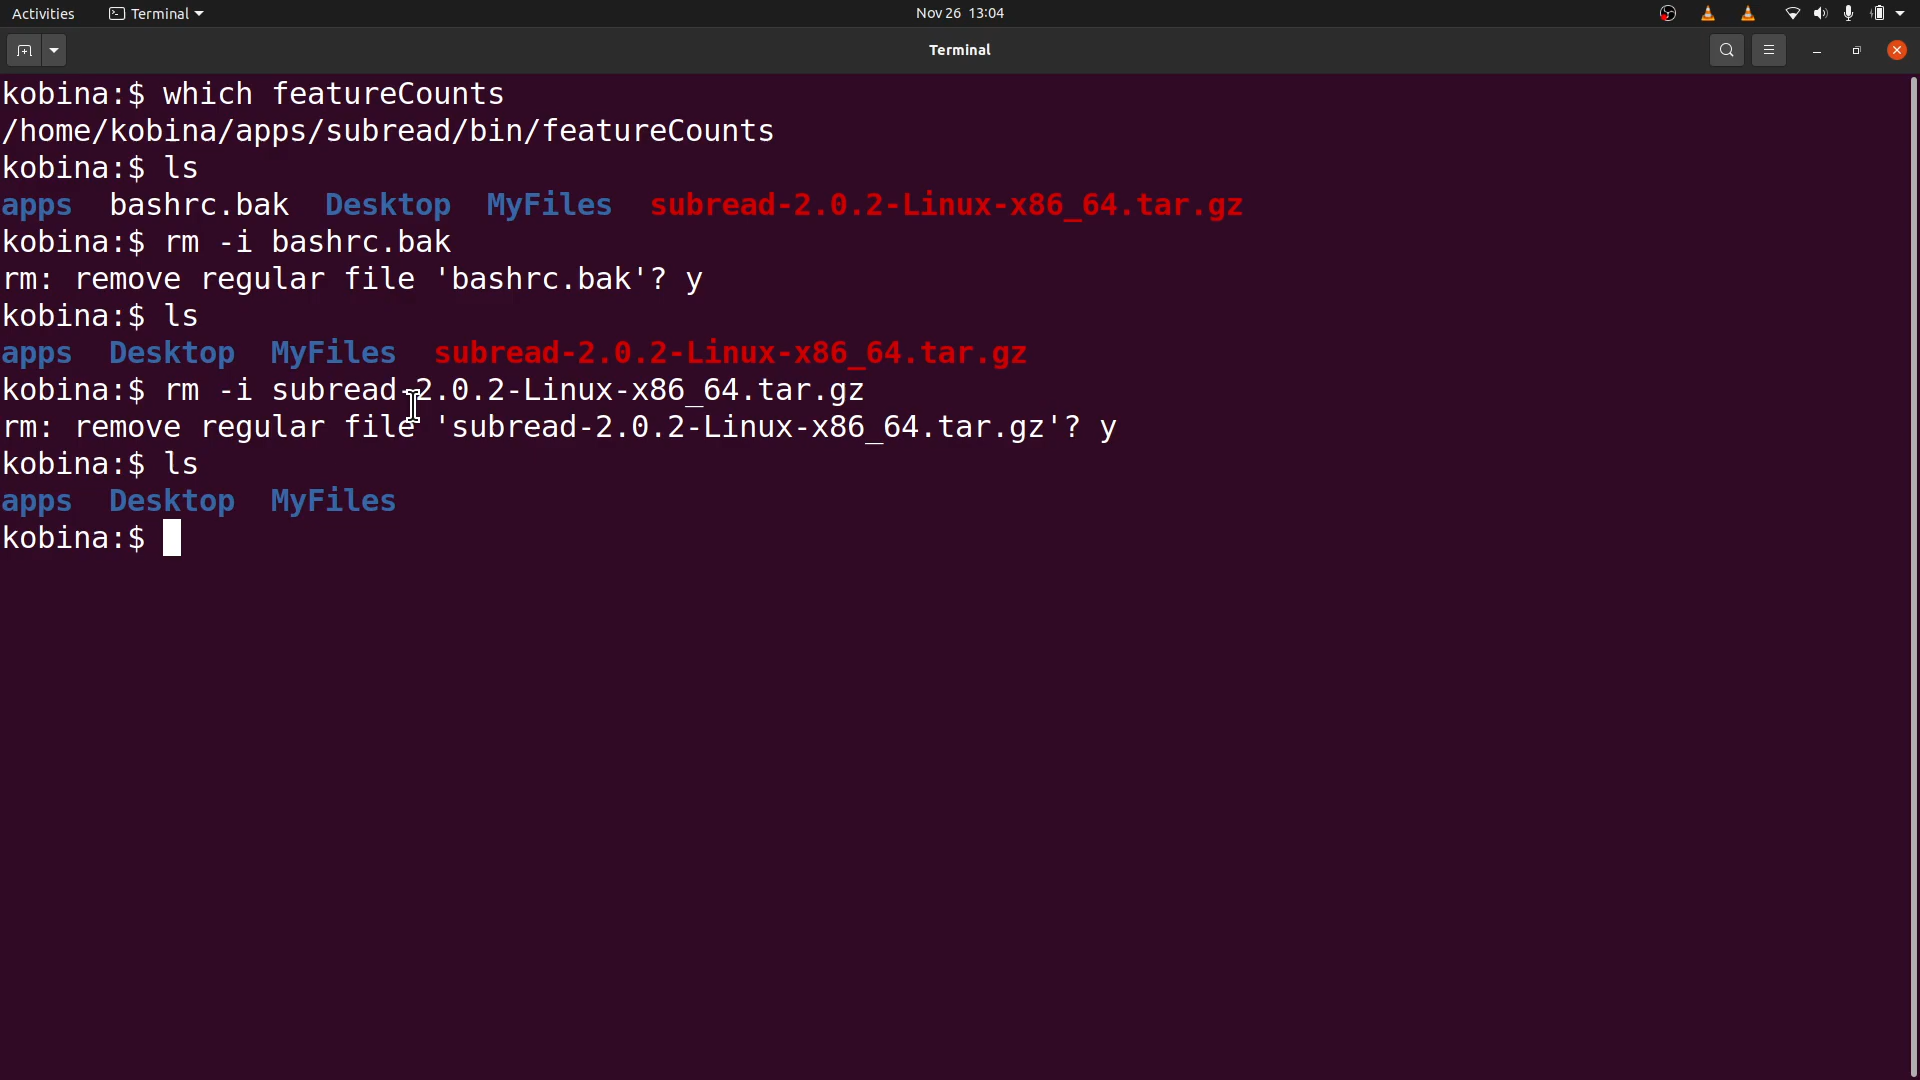 Activities Terminal Nov 26 13:04
Terminal
kobina:$ which featureCounts
/home/kobina/apps/subread/bin/featureCounts
kobina:$ ls
apps bashrc.bak Desktop MyFiles subread-2.0.2-Linux-x86_64.tar.gz
kobina:$ rm -i bashrc.bak
rm: remove regular file 'bashrc.bak'? y
kobina:$ ls
apps Desktop MyFiles subread-2.0.2-Linux-x86_64.tar.gz
kobina:$ rm -i subread-2.0.2-Linux-x86_64.tar.gz
rm: remove regular file 'subread-2.0.2-Linux-x86_64.tar.gz'? y
kobina:$ ls
apps Desktop MyFiles
kobina:$